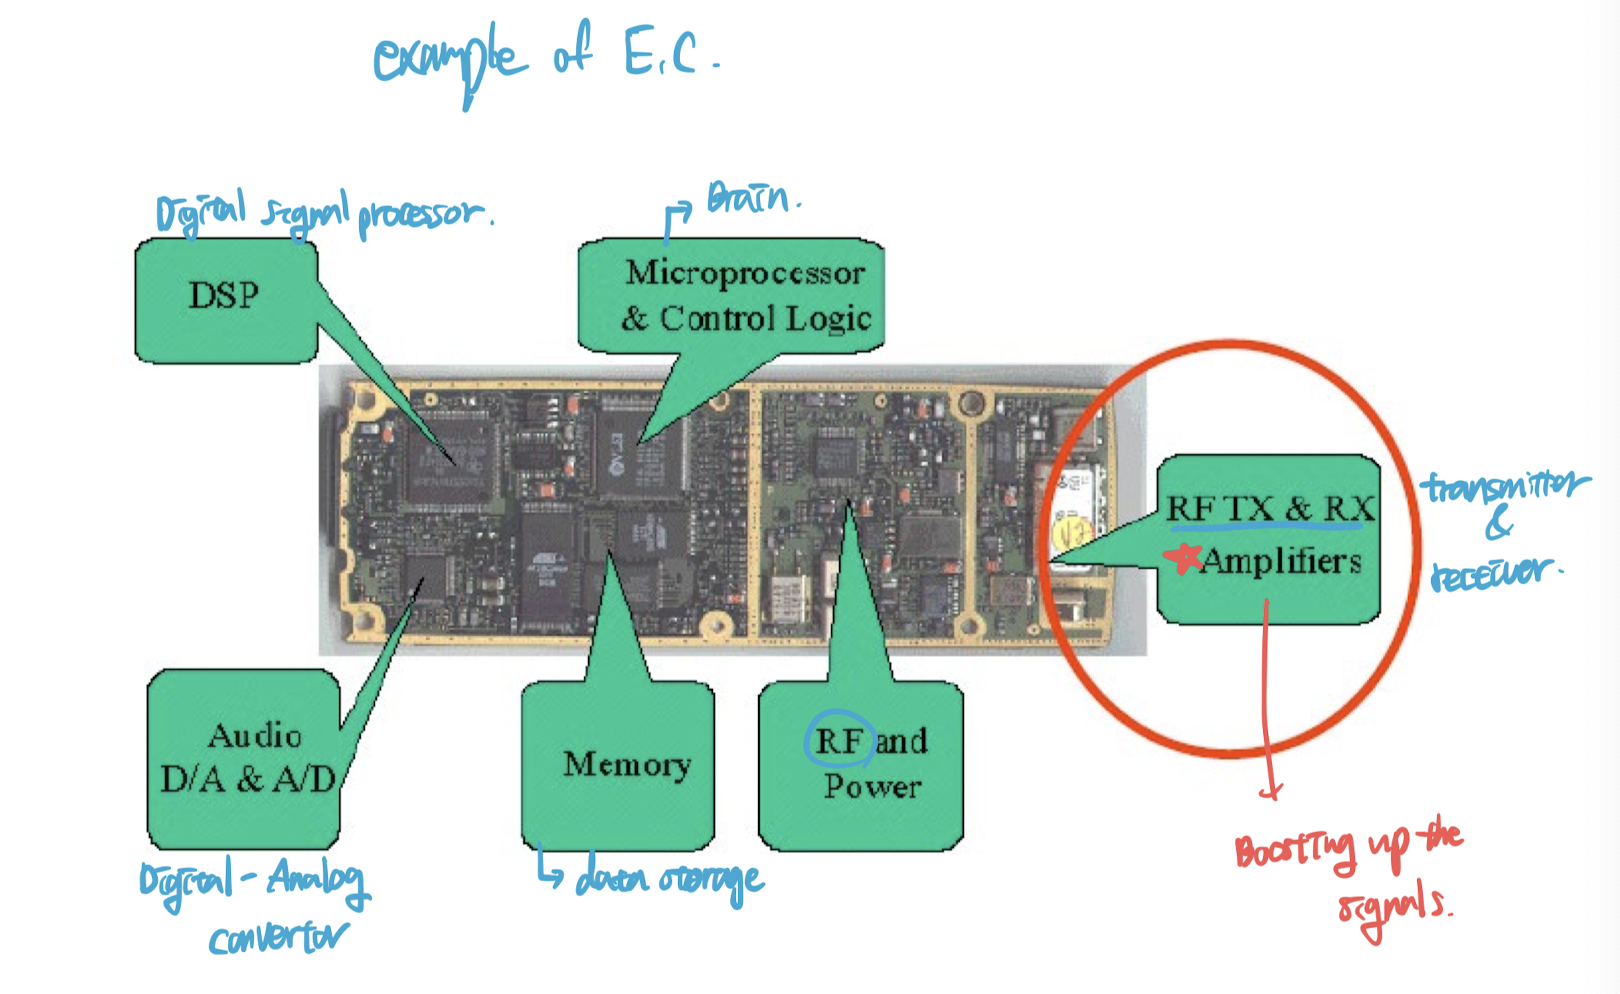 example of E.C.
Digital signal processor.
Brain.
DSP
Microprocessor
& Control Logic
RF TX & RX
Amplifiers
transmitter
&
receiver.
Audio
D/A & A/D
Memory
RF and
Power
Digital - Analog
convertor
data storage
Boosting up the
signals.